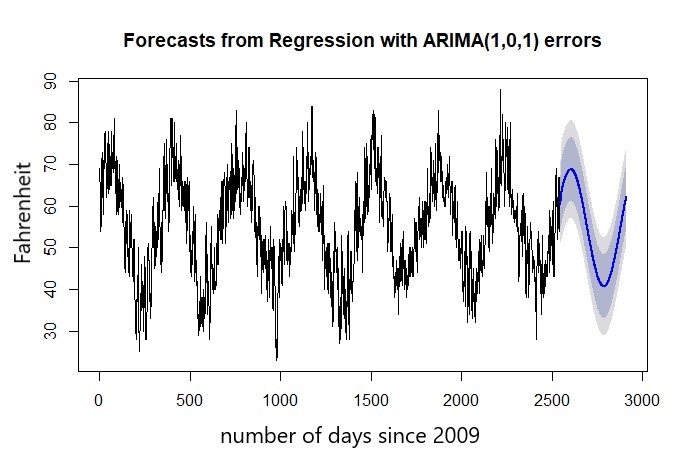 Forecasts from Regression with ARIMA(1,0,1) errors
Fahrenheit
90
80
70
60
50
40
30
0 500 1000 1500 2000 2500 3000
number of days since 2009